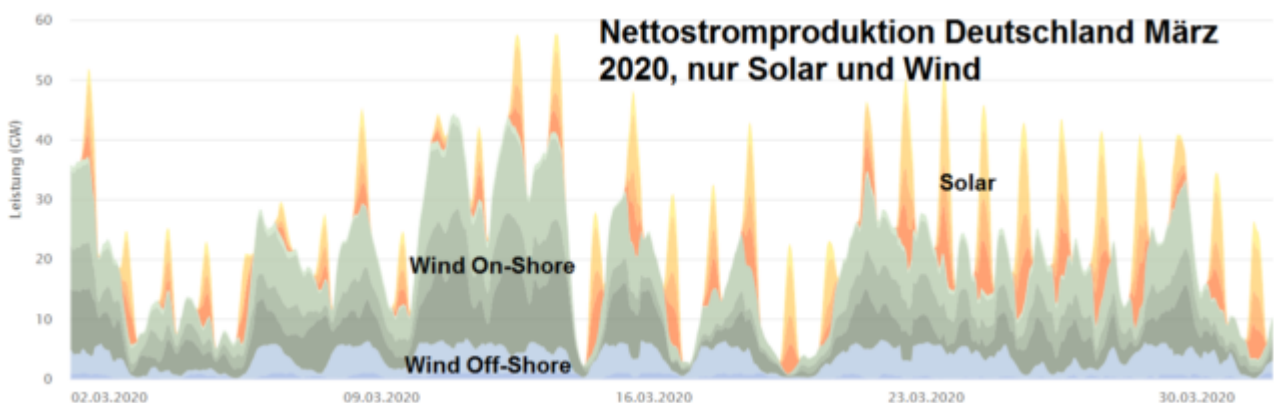 60
Nettostromproduktion Deutschland März
2020, nur Solar und Wind
50
40
Leistung (GW)
30
Solar
20
Wind On-Shore
10
Wind Off-Shore
0
02.03.2020 09.03.2020 16.03.2020 23.03.2020 30.03.2020